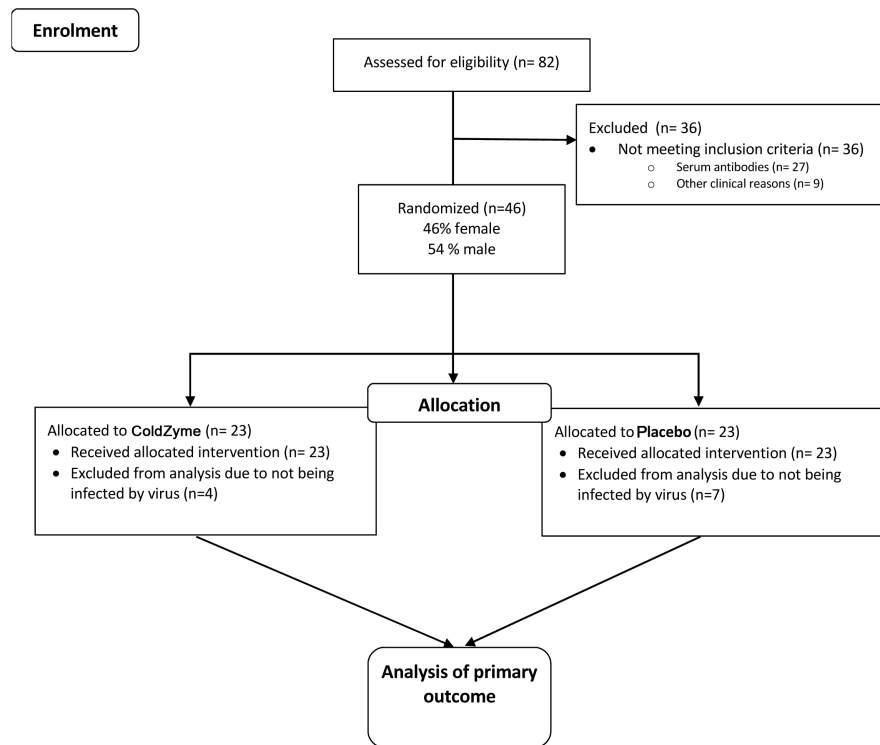 Enrolment
Assessed for eligibility (n= 82)
Excluded (n= 36)
• Not meeting inclusion criteria (n= 36)
○ Serum antibodies (n= 27)
○ Other clinical reasons (n= 9)
Randomized (n=46)
46% female
54 % male
Allocation
Allocated to ColdZyme (n= 23)
• Received allocated intervention (n= 23)
• Excluded from analysis due to not being
infected by virus (n=4)
Allocated to Placebo (n= 23)
• Received allocated intervention (n= 23)
• Excluded from analysis due to not being
infected by virus (n=7)
Analysis of primary
outcome